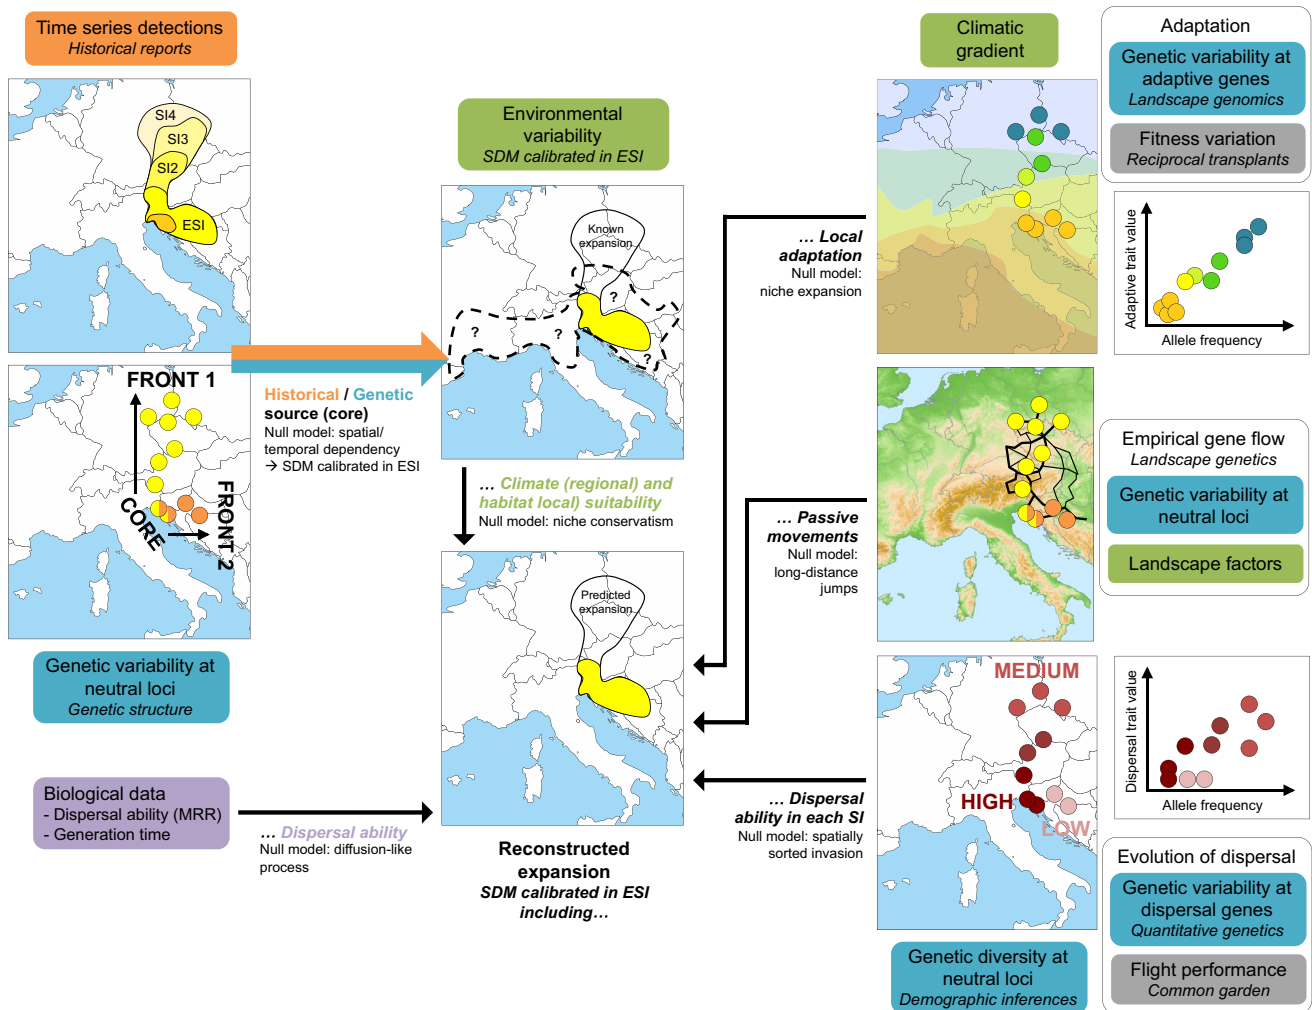 Time series detections
Historical reports
SI4
SI3
SI2
ESI
FRONT 1
CORE
FRONT 2
Genetic variability at
neutral loci
Genetic structure
Biological data
- Dispersal ability (MRR)
- Generation time
Historical / Genetic
source (core)
Null model: spatial/
temporal dependency
→ SDM calibrated in ESI
... Dispersal ability
Null model: diffusion-like
process
Environmental
variability
SDM calibrated in ESI
Known
expansion
?
?
?
?
... Climate (regional) and
habitat local) suitability
Null model: niche conservatism
Predicted
expansion
Reconstructed
expansion
SDM calibrated in ESI
including...
... Local
adaptation
Null model:
niche expansion
... Passive
movements
Null model:
long-distance
jumps
... Dispersal
ability in each SI
Null model: spatially
sorted invasion
Climatic
gradient
Adaptation
Genetic variability at
adaptive genes
Landscape genomics
Fitness variation
Reciprocal transplants
Adaptive trait value
Allele frequency
Empirical gene flow
Landscape genetics
Genetic variability at
neutral loci
Landscape factors
MEDIUM
HIGH
LOW
Dispersal trait value
Allele frequency
Genetic diversity at
neutral loci
Demographic inferences
Evolution of dispersal
Genetic variability at
dispersal genes
Quantitative genetics
Flight performance
Common garden